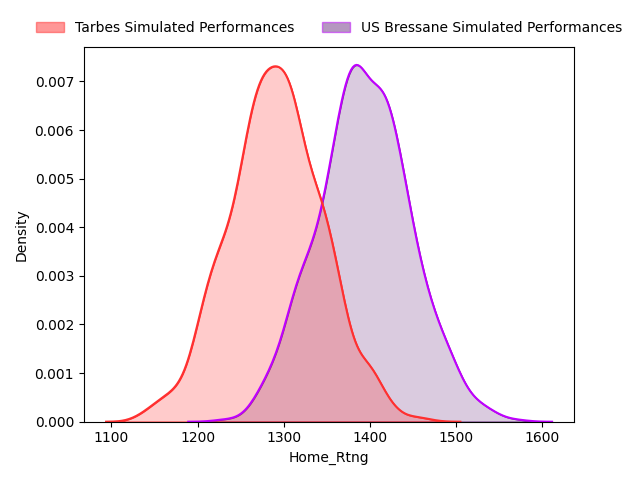 Tarbes Simulated Performances US Bressane Simulated Performances
0.007
0.006
0.005
0.004
0.003
0.002
0.001
0.000
Density
1100 1200 1300 1400 1500 1600
Home_Rtng